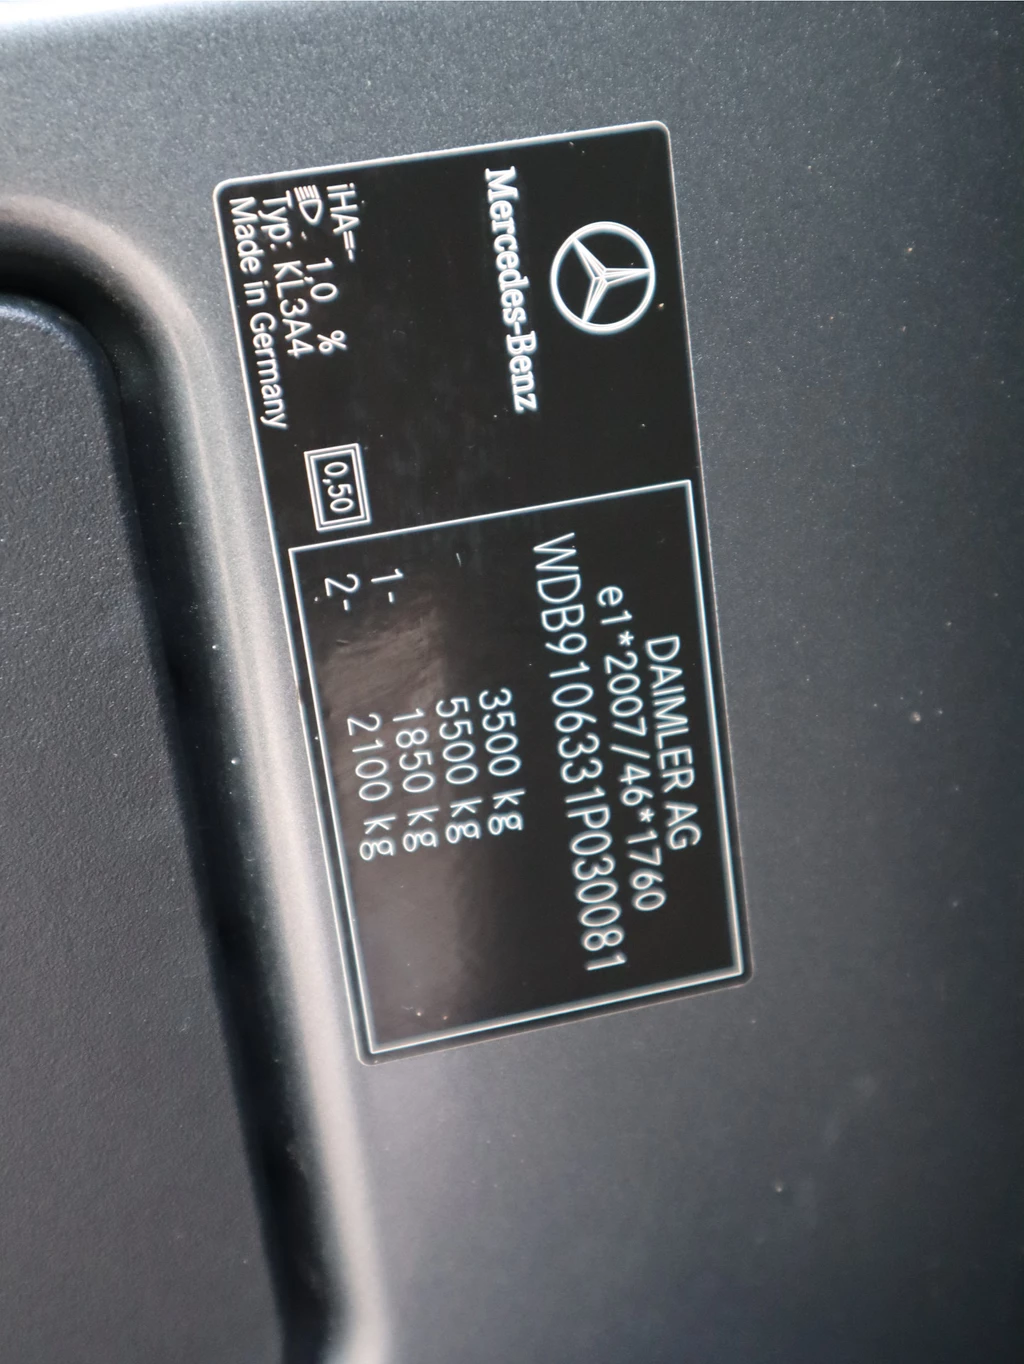 Mercedes-Benz
iHA=-
1,0 %
Typ: KL3A4
Made in Germany
0,50
DAIMLER AG
e1*2007/46*1760
WDB9106331P030081
3500 kg
5500 kg
1- 1850 kg
2- 2100 kg